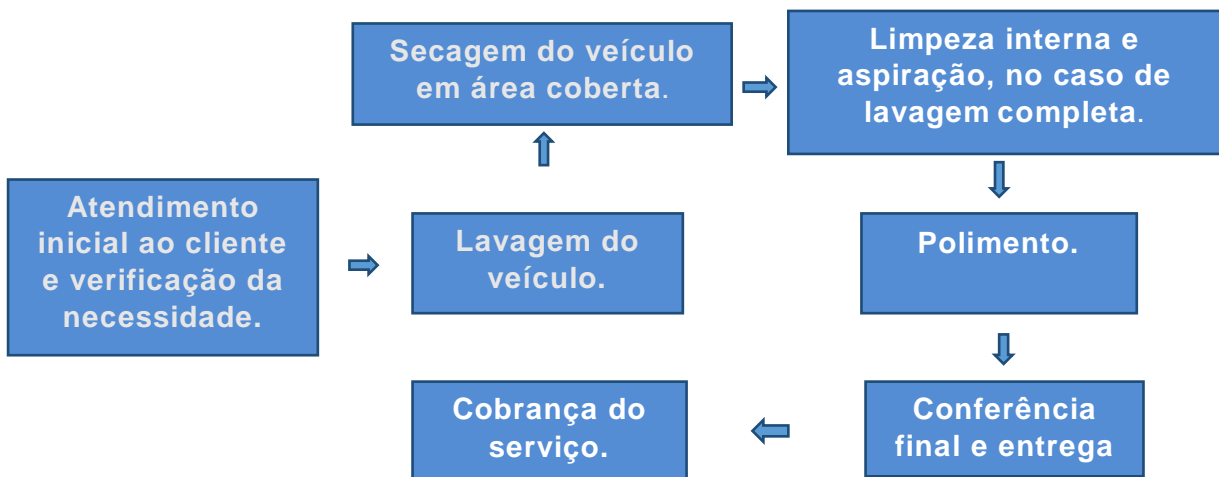 Atendimento
inicial ao cliente
e verificação da
necessidade.
Lavagem do
veículo.
Secagem do veículo
em área coberta.
Limpeza interna e
aspiração, no caso de
lavagem completa.
Polimento.
Conferência
final e entrega
Cobrança do
serviço.